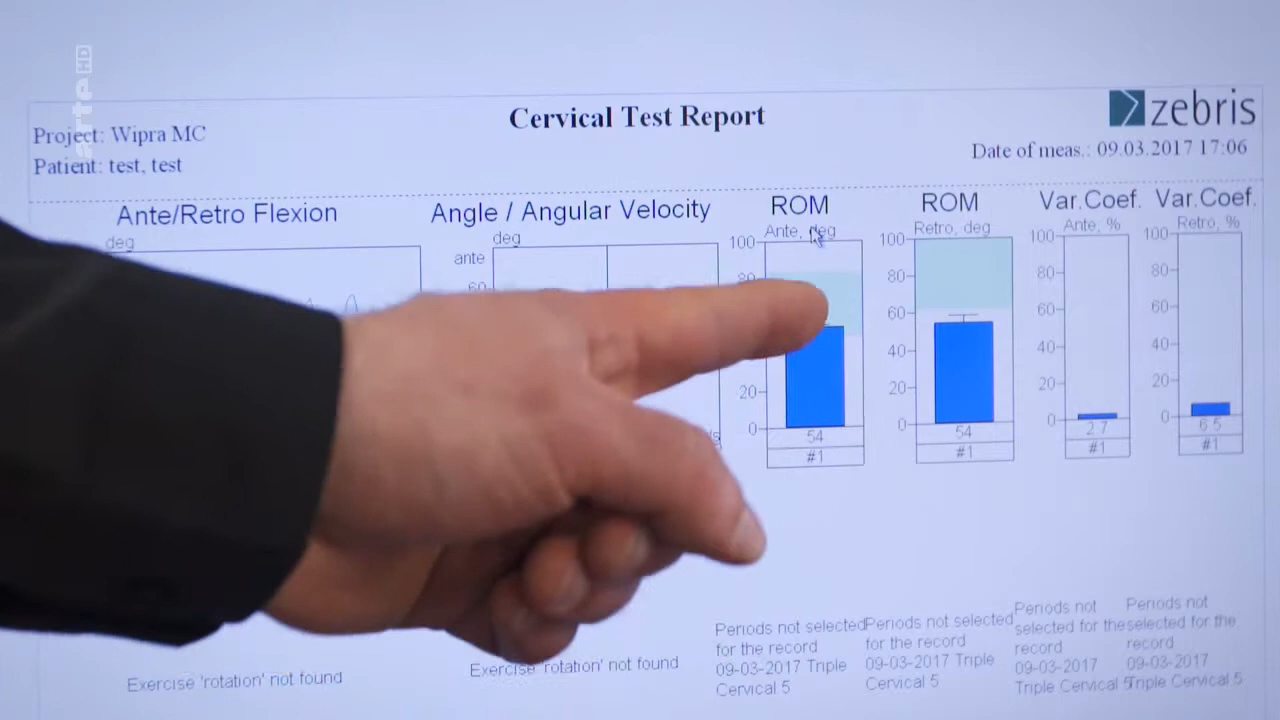 arte HD
Cervical Test Report
zebris
Project: Wipra MC
Patient: test, test
Date of meas.: 09.03.2017 17:06
Ante/Retro Flexion
deg
Angle / Angular Velocity
deg
ante
60
ROM
Ante, deg
100
80
20
0
54
#1
ROM
Retro, deg
100
80
60
40
20
0
54
#1
Var.Coef.
Ante, %
100
80
60
40
20
0
2.7
#1
Var.Coef.
Retro, %
100
80
60
40
20
0
6.5
#1
Exercise 'rotation' not found
Exercise 'rotation' not found
Periods not selected
for the record
09-03-2017 Triple
Cervical 5
Periods not selected
for the record
09-03-2017 Triple
Cervical 5
Periods not
selected for the
record
09-03-2017
Triple Cervical 5
Periods not
selected for the
record
09-03-2017
Triple Cervical 5